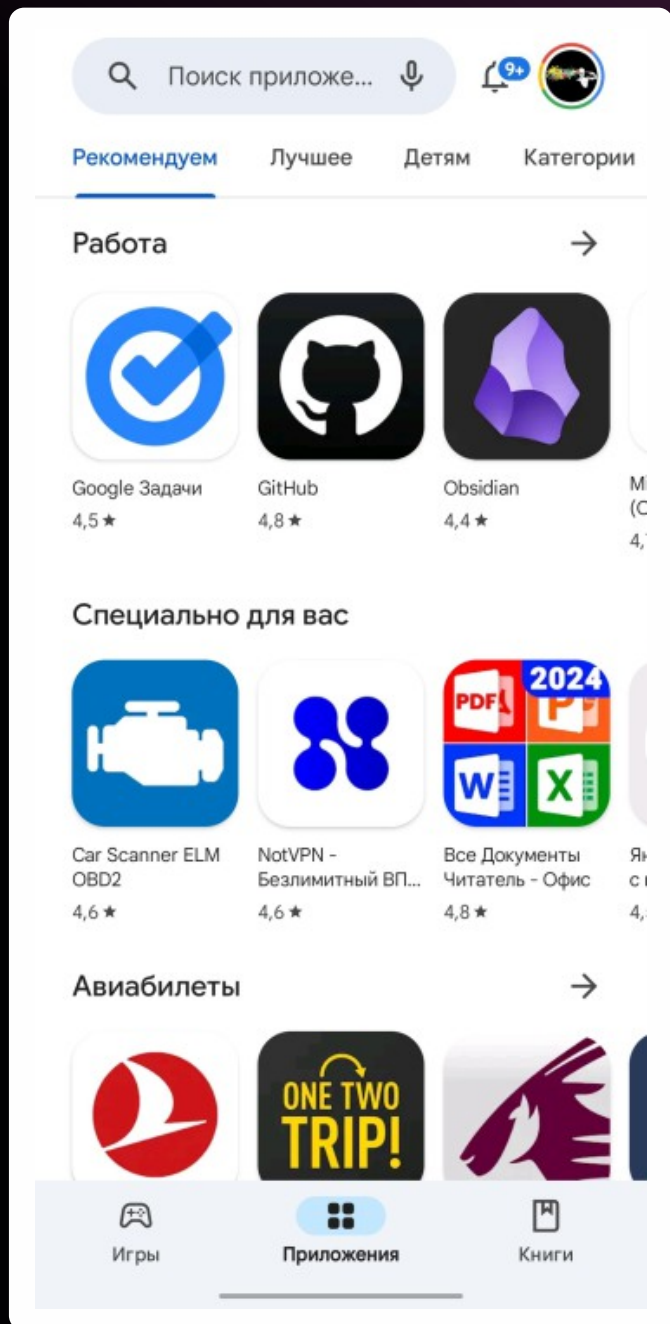 Поиск приложе...
9+
Рекомендуем Лучшее Детям Категории
Работа
Google Задачи GitHub Obsidian
4,5 ★ 4,8 ★ 4,4 ★
Специально для вас
2024
PDF P
W X
Car Scanner ELM NotVPN - Все Документы
OBD2 Безлимитный ВП... Читатель - Офис
4,6 ★ 4,6 ★ 4,8 ★
Авиабилеты
ONE TWO
TRIP!
Игры Приложения Книги